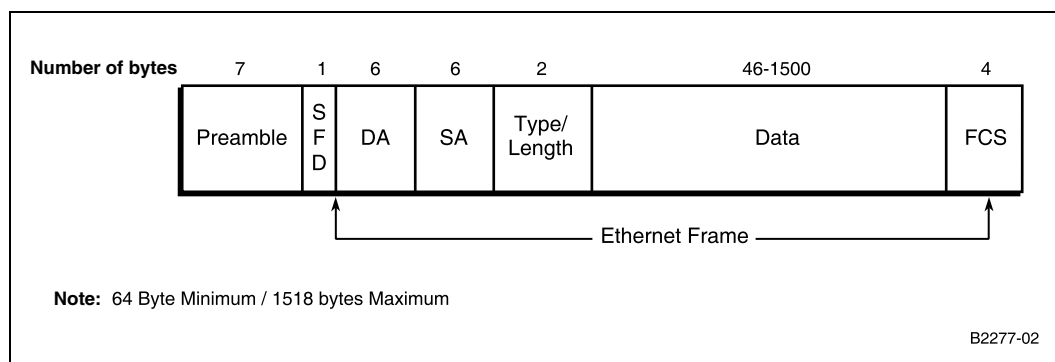 Number of bytes 7 1 6 6 2 46-1500 4
Preamble
S
F
D
DA
SA
Type/
Length
Data
FCS
Ethernet Frame
Note: 64 Byte Minimum / 1518 bytes Maximum
B2277-02